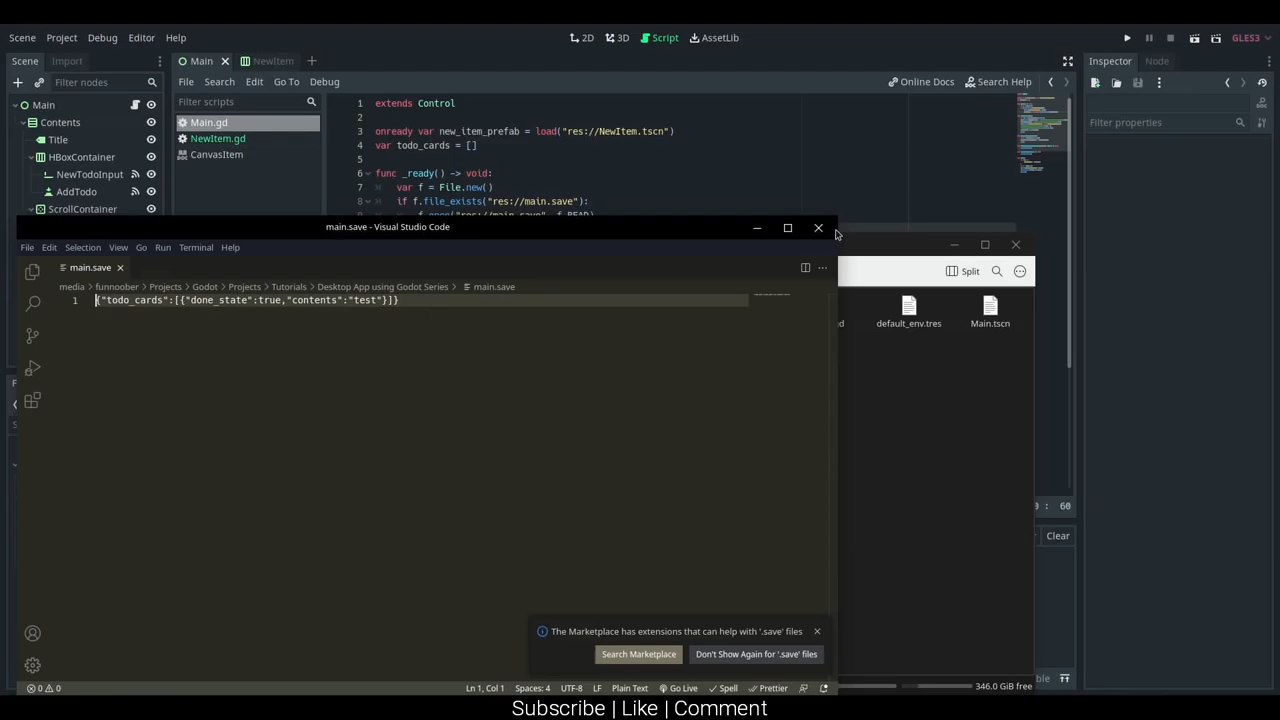 Scene Project Debug Editor Help
2D 3D Script AssetLib
GLES3
Scene Import
Main NewItem
Inspector Node
Filter nodes
File Search Edit Go To Debug
Online Docs Search Help
Main
Filter scripts
1 extends Control
Contents
Main.gd
2
Filter properties
Title
NewItem.gd
3 onready var new_item_prefab = load("res://NewItem.tscn")
HBoxContainer
CanvasItem
4 var todo_cards = []
5
NewTodoInput
6 func _ready() -> void:
AddTodo
7 var f = File.new()
ScrollContainer
8 if f.file_exists("res://main.save"):
main.save - Visual Studio Code
File Edit Selection View Go Run Terminal Help
main.save
Split
media > funnoober > Projects > Godot > Projects > Tutorials > Desktop App using Godot Series > main.save
1 {"todo_cards":[{"done_state":true,"contents":"test"}]}
default_env.tres Main.tscn
: 60
Clear
The Marketplace has extensions that can help with '.save' files
Search Marketplace Don't Show Again for '.save' files
0 0
Ln 1, Col 1 Spaces: 4 UTF-8 LF Plain Text Go Live Spell Prettier
346.0 GiB free
Subscribe | Like | Comment